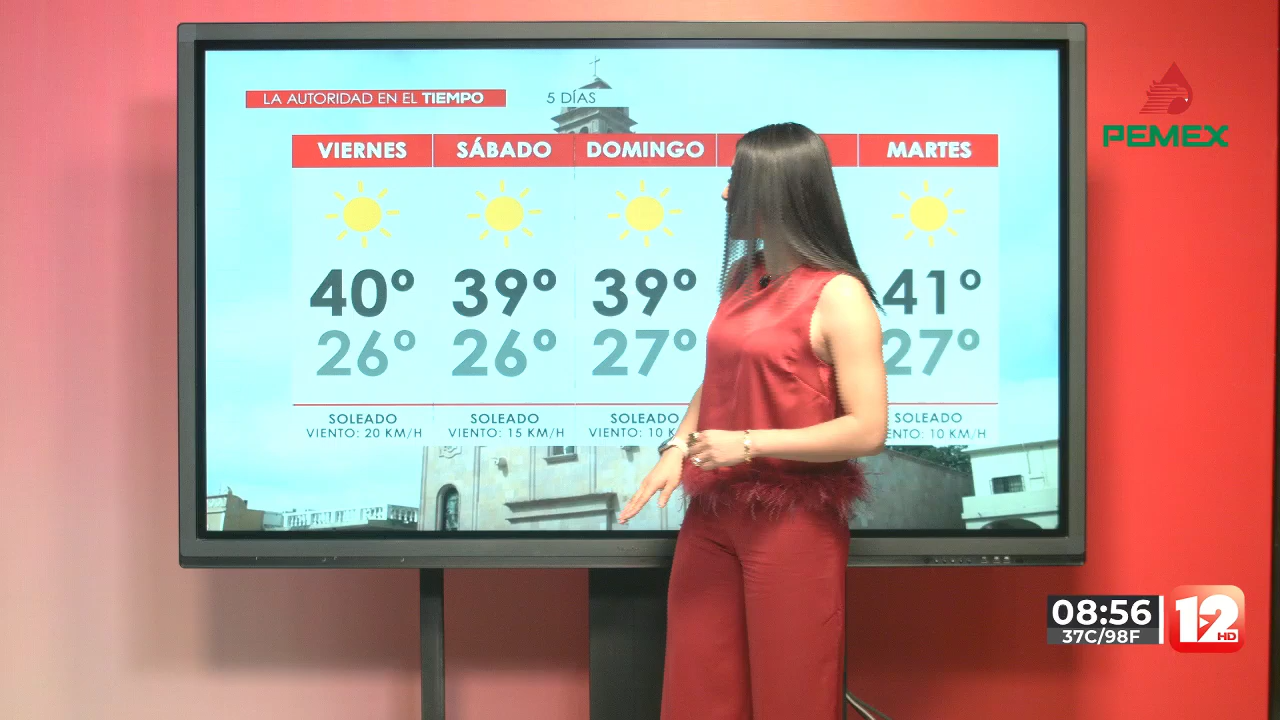 LA AUTORIDAD EN EL TIEMPO
5 DÍAS
PEMEX
VIERNES SÁBADO DOMINGO MARTES
40° 39° 39° 41°
26° 26° 27° 27°
SOLEADO SOLEADO SOLEADO SOLEADO
VIENTO: 20 KM/H VIENTO: 15 KM/H VIENTO: 10 10 KM/H
08:56
37C/98F
12
HD